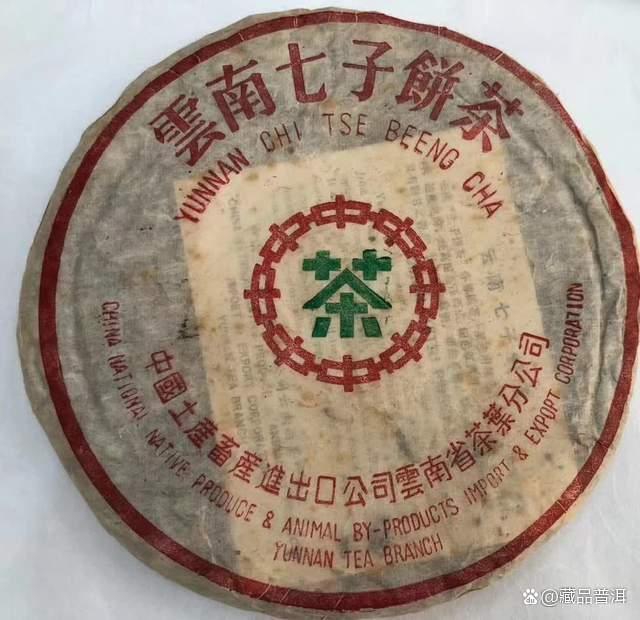 雲南七子餅茶
YUNNAN CHI TSE BEENG CHA
茶
中國土產畜產進出口公司雲南省茶葉分公司
CHINA NATIONAL NATIVE PRODUCE & ANIMAL BY-PRODUCTS IMPORT & EXPORT CORPORATION
YUNNAN TEA BRANCH
@藏品普洱